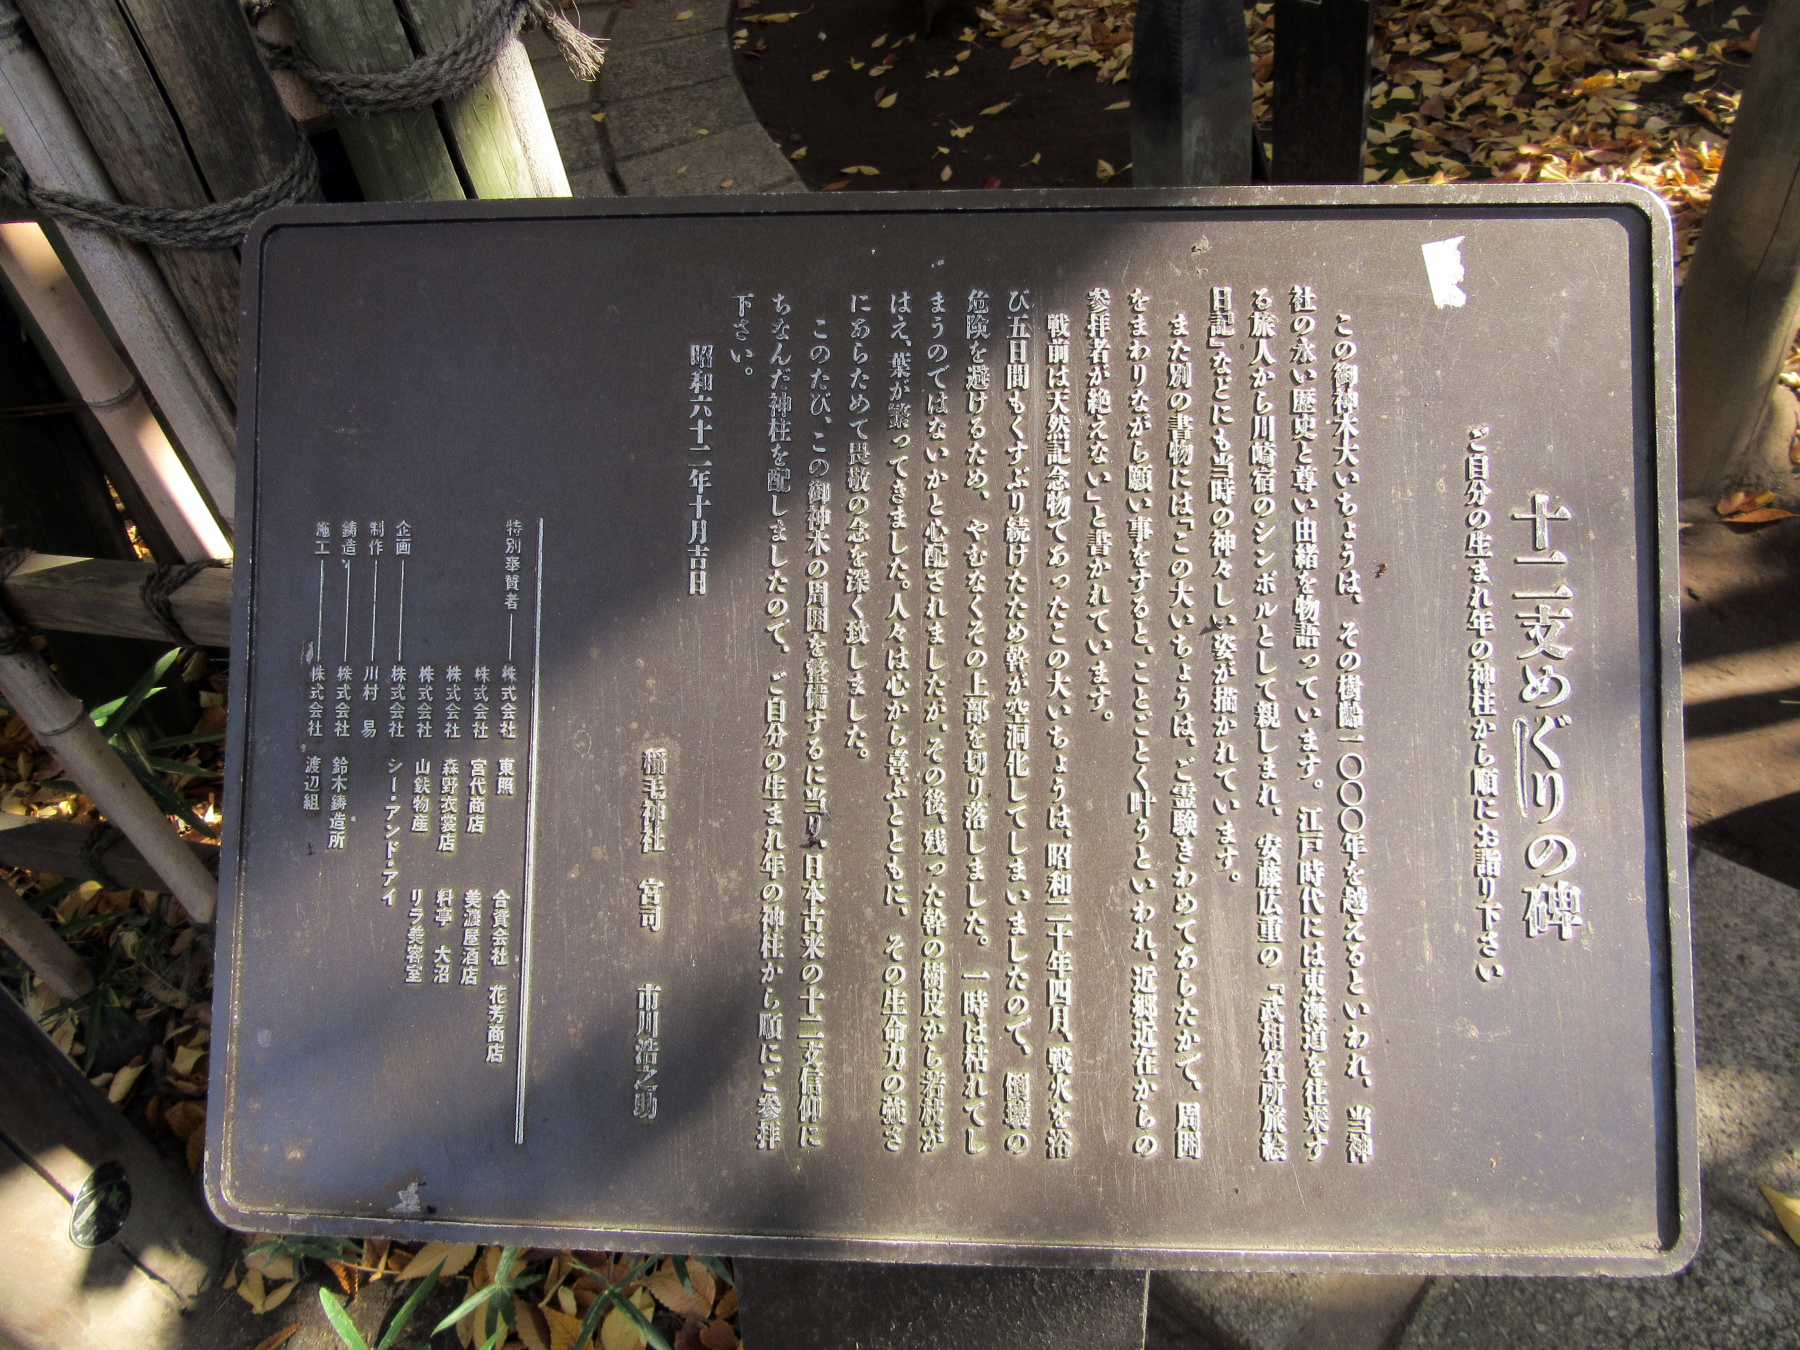 十二支めぐりの碑
ご自分の生まれ年の神柱から順にお詣り下さい
この御神木大いちょうは、その樹齢一〇〇〇年を越えるといわれ、当神
社の永い歴史と尊い由緒を物語っています。江戸時代には東海道を往来す
る旅人から川崎宿のシンボルとして親しまれ、安藤広重の「武相名所旅絵
日記」などにも当時の神々しい姿が描かれています。
また別の書物には「この大いちょうは、ご霊験きわめてあらたかで、周囲
をまわりながら願い事をすると、ことごとく叶うといわれ、近郷近在からの
参拝者が絶えない」と書かれています。
戦前は天然記念物であったこの大いちょうは、昭和二十年四月、戦火を浴
び五日間もくすぶり続けたため幹が空洞化してしまいましたので、倒壊の
危険を避けるため、やむなくその上部を切り落しました。一時は枯れてし
まうのではないかと心配されましたが、その後、残った幹の樹皮から若枝が
はえ、葉が繁ってきました。人々は心から喜ぶとともに、その生命力の強さ
にあらためて畏敬の念を深く致しました。
このたび、この御神木の周囲を整備するに当り、日本古来の十二支信仰に
ちなんだ神柱を配しましたので、ご自分の生まれ年の神柱から順にご参拝
下さい。
昭和六十二年十月吉日
稲毛神社 宮司 市川浩之助
特別奉賛者 株式会社 東照 合資会社 花芳商店
株式会社 宮代商店 美濃屋酒店
株式会社 森野衣裳店 料亭 大沼
株式会社 山鉄物産 リラ美容室
企画 株式会社 シー・アンド・アイ
制作 川村 易
鋳造 株式会社 鈴木鋳造所
施工 株式会社 渡辺組